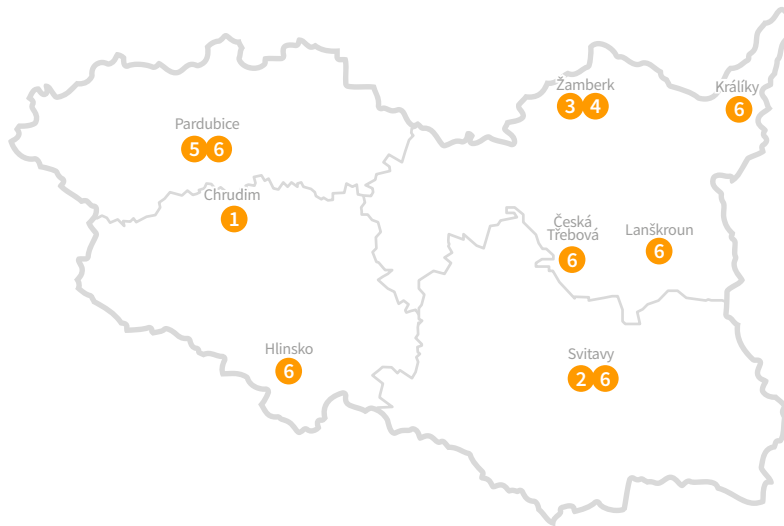 Žamberk
3 4
Králíky
6
Pardubice
5 6
Chrudim
1
Česká
Třebová
6
Lanškroun
6
Hlinsko
6
Svitavy
2 6